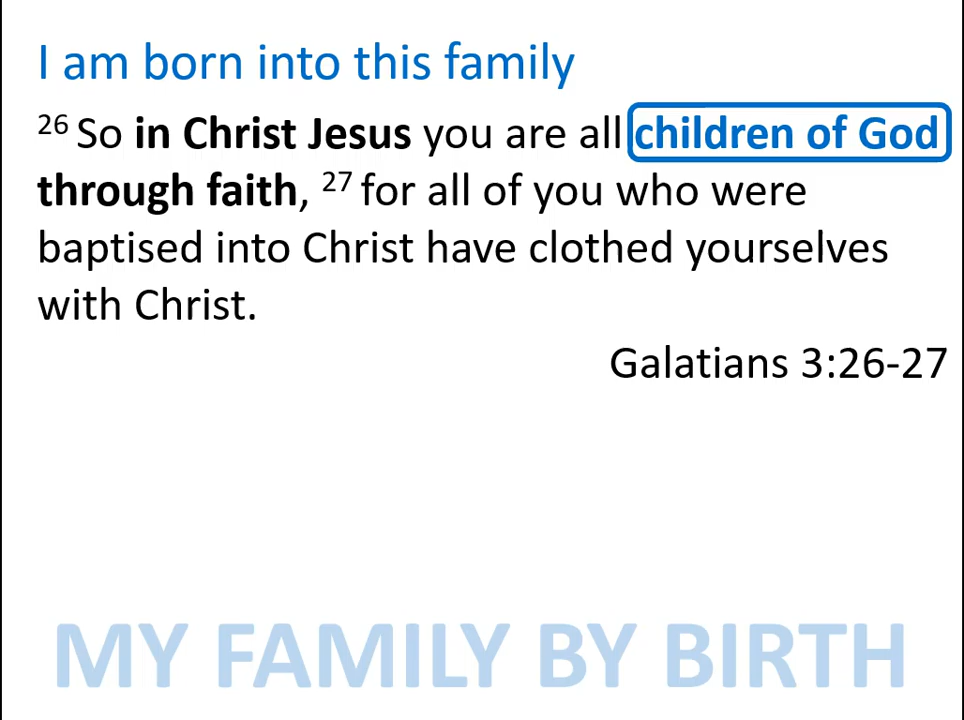 I am born into this family
26 So in Christ Jesus you are all children of God
through faith, 27 for all of you who were
baptised into Christ have clothed yourselves
with Christ.
Galatians 3:26-27
MY FAMILY BY BIRTH